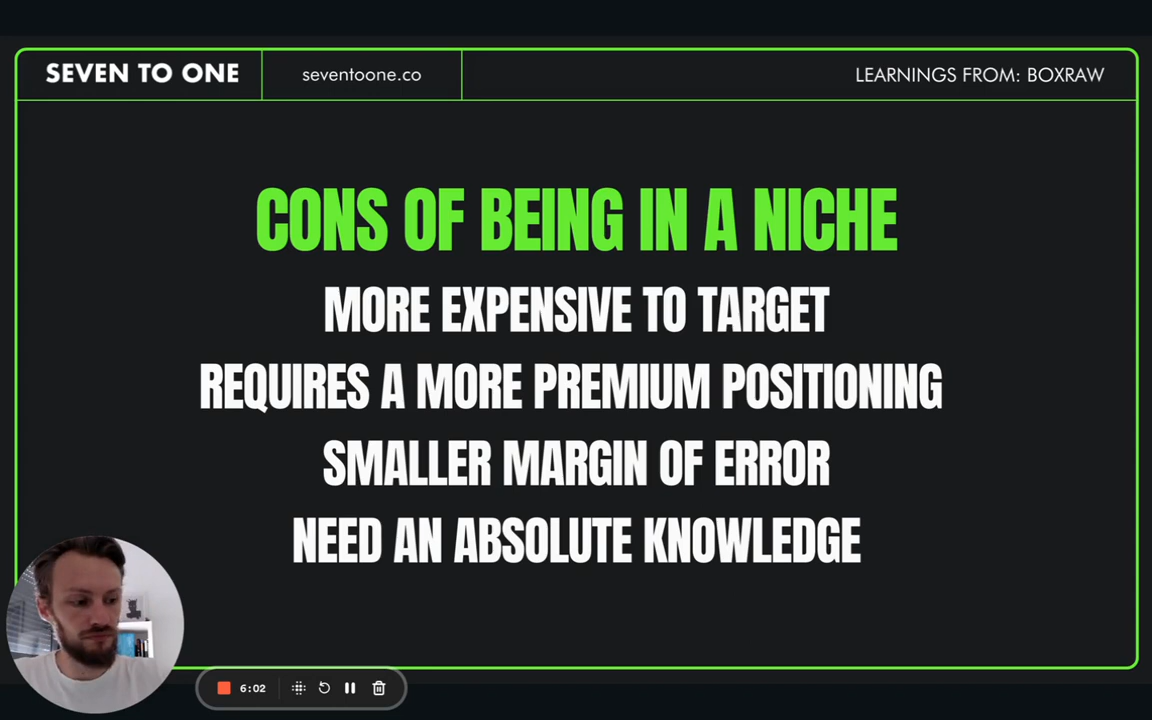 SEVEN TO ONE
seventoone.co
LEARNINGS FROM: BOXRAW
CONS OF BEING IN A NICHE
MORE EXPENSIVE TO TARGET
REQUIRES A MORE PREMIUM POSITIONING
SMALLER MARGIN OF ERROR
NEED AN ABSOLUTE KNOWLEDGE
6:02